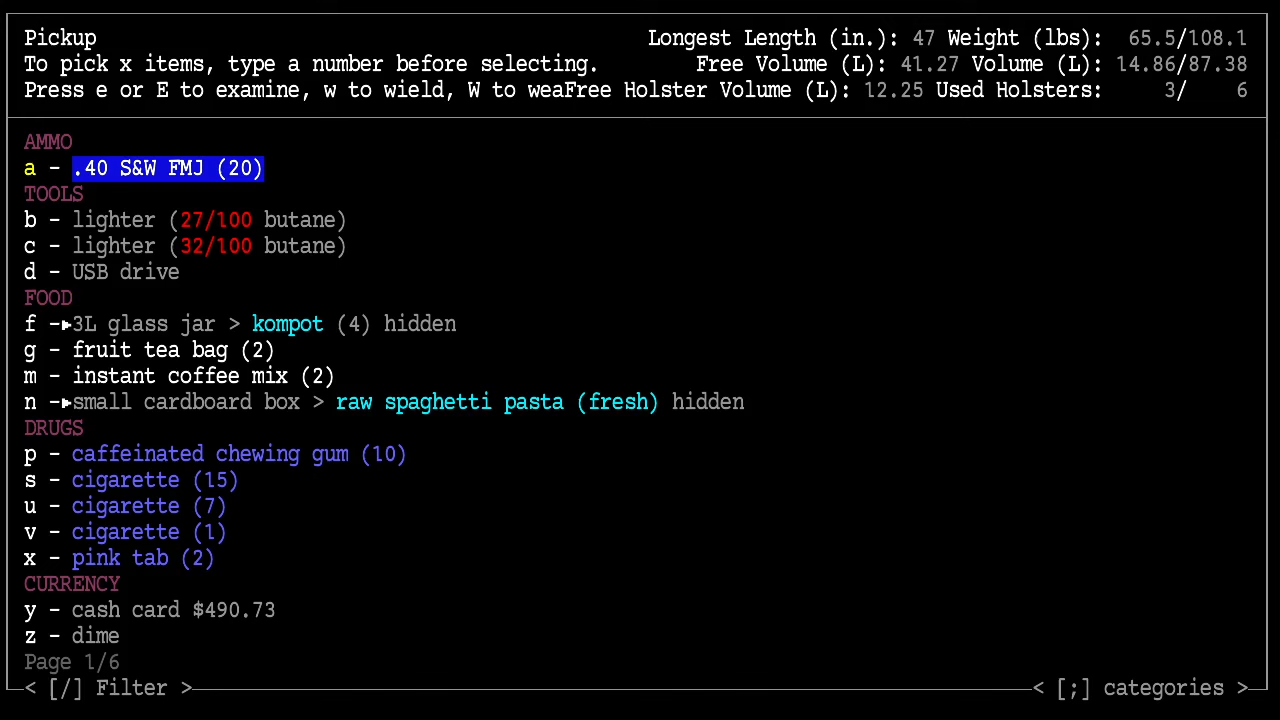 Pickup Longest Length (in.): 47 Weight (lbs): 65.5/108.1
To pick x items, type a number before selecting. Free Volume (L): 41.27 Volume (L): 14.86/87.38
Press e or E to examine, w to wield, W to weaFree Holster Volume (L): 12.25 Used Holsters: 3/ 6
AMMO
a - .40 S&W FMJ (20)
TOOLS
b - lighter (27/100 butane)
c - lighter (32/100 butane)
d - USB drive
FOOD
f -▸3L glass jar > kompot (4) hidden
g - fruit tea bag (2)
m - instant coffee mix (2)
n -▸small cardboard box > raw spaghetti pasta (fresh) hidden
DRUGS
p - caffeinated chewing gum (10)
s - cigarette (15)
u - cigarette (7)
v - cigarette (1)
x - pink tab (2)
CURRENCY
y - cash card $490.73
z - dime
Page 1/6
< [/] Filter > < [;] categories >